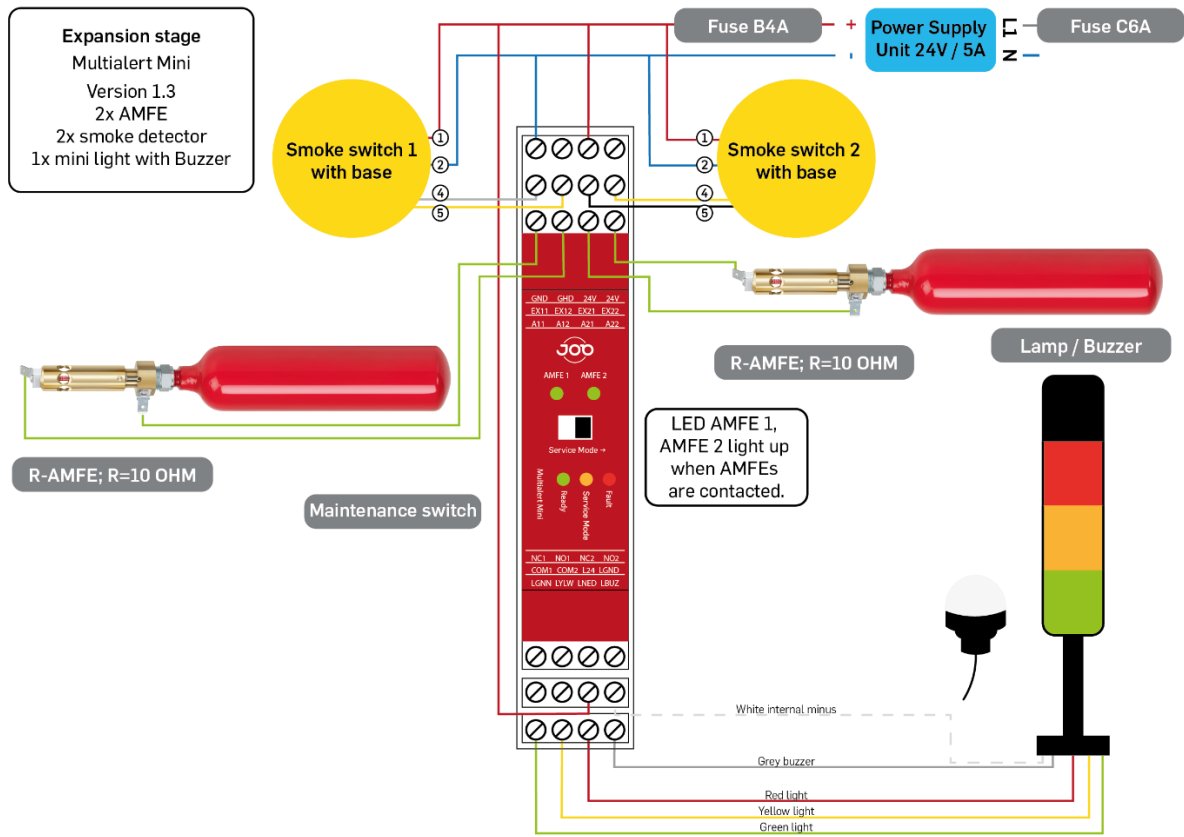 Expansion stage
Multialert Mini
Version 1.3
2x AMFE
2x smoke detector
1x mini light with Buzzer
Fuse B4A
+
-
Power Supply
Unit 24V / 5A
L1
N
Fuse C6A
Smoke switch 1
with base
1
2
4
5
Smoke switch 2
with base
1
2
4
5
GND GHD 24V 24V
EX11 EX12 EX21 EX22
A11 A12 A21 A22
JOB
AMFE 1 AMFE 2
Service Mode →
Multialert Mini
Ready
Service Mode
Fault
NC1 NO1 NC2 NO2
COM1 COM2 L24 LGND
LGNN LYLW LNED LBUZ
R-AMFE; R=10 OHM
R-AMFE; R=10 OHM
Maintenance switch
LED AMFE 1,
AMFE 2 light up
when AMFEs
are contacted.
Lamp / Buzzer
White internal minus
Grey buzzer
Red light
Yellow light
Green light